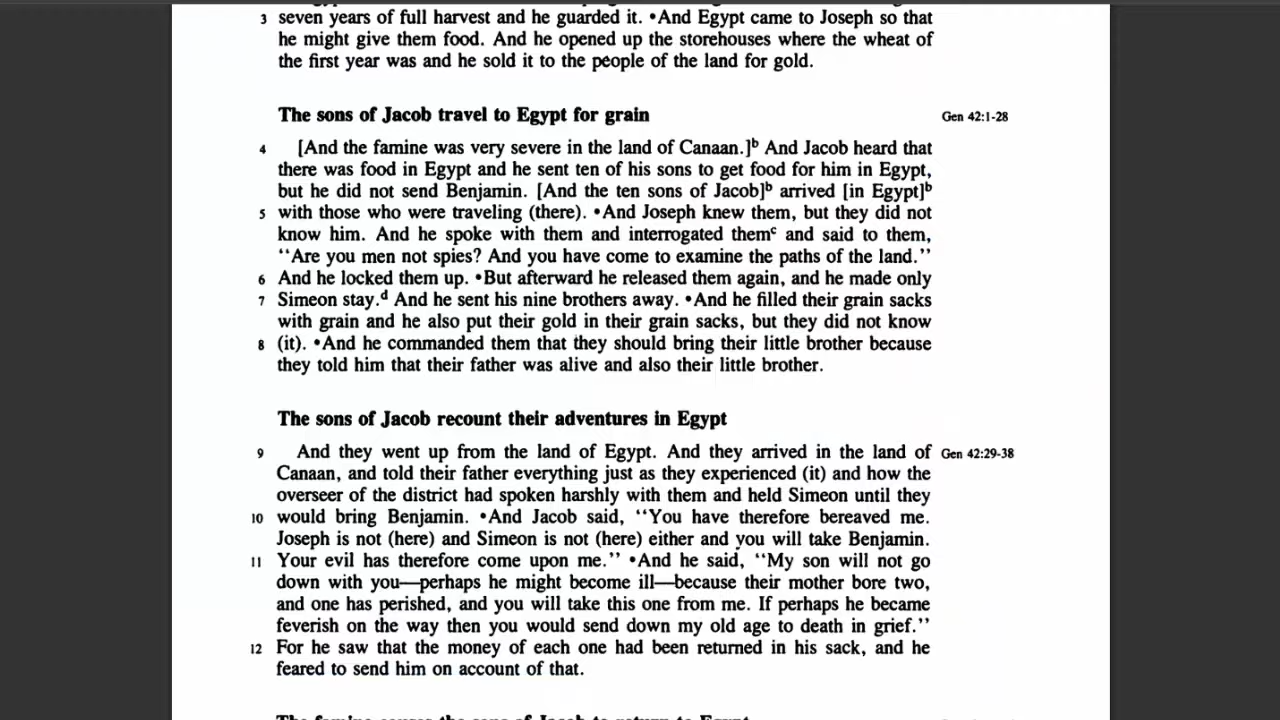 3 seven years of full harvest and he guarded it. •And Egypt came to Joseph so that
he might give them food. And he opened up the storehouses where the wheat of
the first year was and he sold it to the people of the land for gold.
The sons of Jacob travel to Egypt for grain Gen 42:1-28
4 [And the famine was very severe in the land of Canaan.]ᵇ And Jacob heard that
there was food in Egypt and he sent ten of his sons to get food for him in Egypt,
but he did not send Benjamin. [And the ten sons of Jacob]ᵇ arrived [in Egypt]ᵇ
5 with those who were traveling (there). •And Joseph knew them, but they did not
know him. And he spoke with them and interrogated themᶜ and said to them,
"Are you men not spies? And you have come to examine the paths of the land."
6 And he locked them up. •But afterward he released them again, and he made only
7 Simeon stay.ᵈ And he sent his nine brothers away. •And he filled their grain sacks
with grain and he also put their gold in their grain sacks, but they did not know
8 (it). •And he commanded them that they should bring their little brother because
they told him that their father was alive and also their little brother.
The sons of Jacob recount their adventures in Egypt
9 And they went up from the land of Egypt. And they arrived in the land of Gen 42:29-38
Canaan, and told their father everything just as they experienced (it) and how the
overseer of the district had spoken harshly with them and held Simeon until they
10 would bring Benjamin. •And Jacob said, "You have therefore bereaved me.
Joseph is not (here) and Simeon is not (here) either and you will take Benjamin.
11 Your evil has therefore come upon me." •And he said, "My son will not go
down with you—perhaps he might become ill—because their mother bore two,
and one has perished, and you will take this one from me. If perhaps he became
feverish on the way then you would send down my old age to death in grief."
12 For he saw that the money of each one had been returned in his sack, and he
feared to send him on account of that.
The famine causes the sons of Jacob to return to Egypt